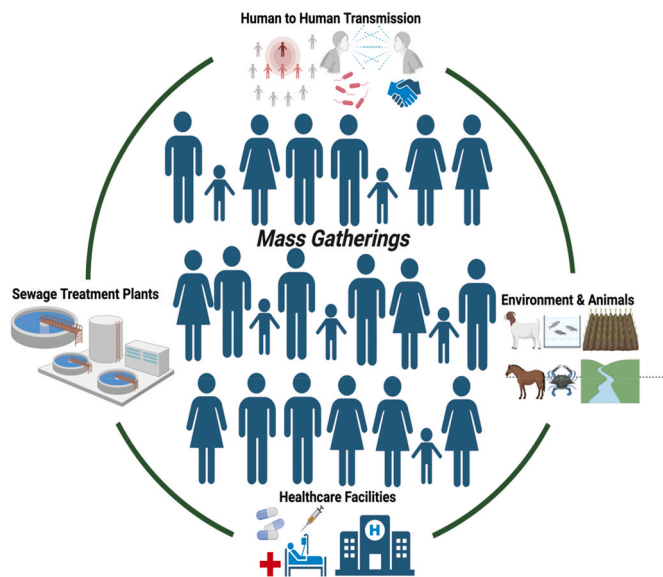 Human to Human Transmission
Mass Gatherings
Sewage Treatment Plants
Environment & Animals
Healthcare Facilities
H